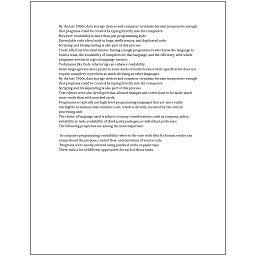 By the late 1960s, data storage devices and computer terminals became inexpensive enough
that programs could be created by typing directly into the computers.
However, readability is more than just programming style.
Unreadable code often leads to bugs, inefficiencies, and duplicated code.
Scripting and breakpointing is also part of this process.
Trade-offs from this ideal involve finding enough programmers who know the language to
build a team, the availability of compilers for that language, and the efficiency with which
programs written in a given language execute.
Techniques like Code refactoring can enhance readability.
Some languages are more prone to some kinds of faults because their specification does not
require compilers to perform as much checking as other languages.
By the late 1960s, data storage devices and computer terminals became inexpensive enough
that programs could be created by typing directly into the computers.
Scripting and breakpointing is also part of this process.
Text editors were also developed that allowed changes and corrections to be made much
more easily than with punched cards.
Programmers typically use high-level programming languages that are more easily
intelligible to humans than machine code, which is directly executed by the central
processing unit.
The choice of language used is subject to many considerations, such as company policy,
suitability to task, availability of third-party packages, or individual preference.
The following properties are among the most important:
In computer programming, readability refers to the ease with which a human reader can
comprehend the purpose, control flow, and operation of source code.
Programs were mostly entered using punched cards or paper tape.
There exist a lot of different approaches for each of those tasks.